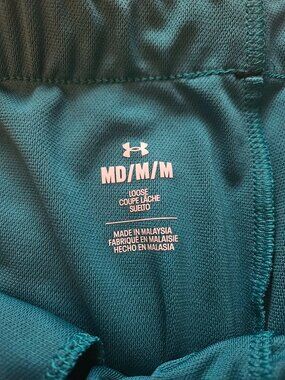 MD/M/M
LOOSE
COUPE LÂCHE
SUELTO
MADE IN MALAYSIA
FABRIQUÉ EN MALAISIE
HECHO EN MALASIA